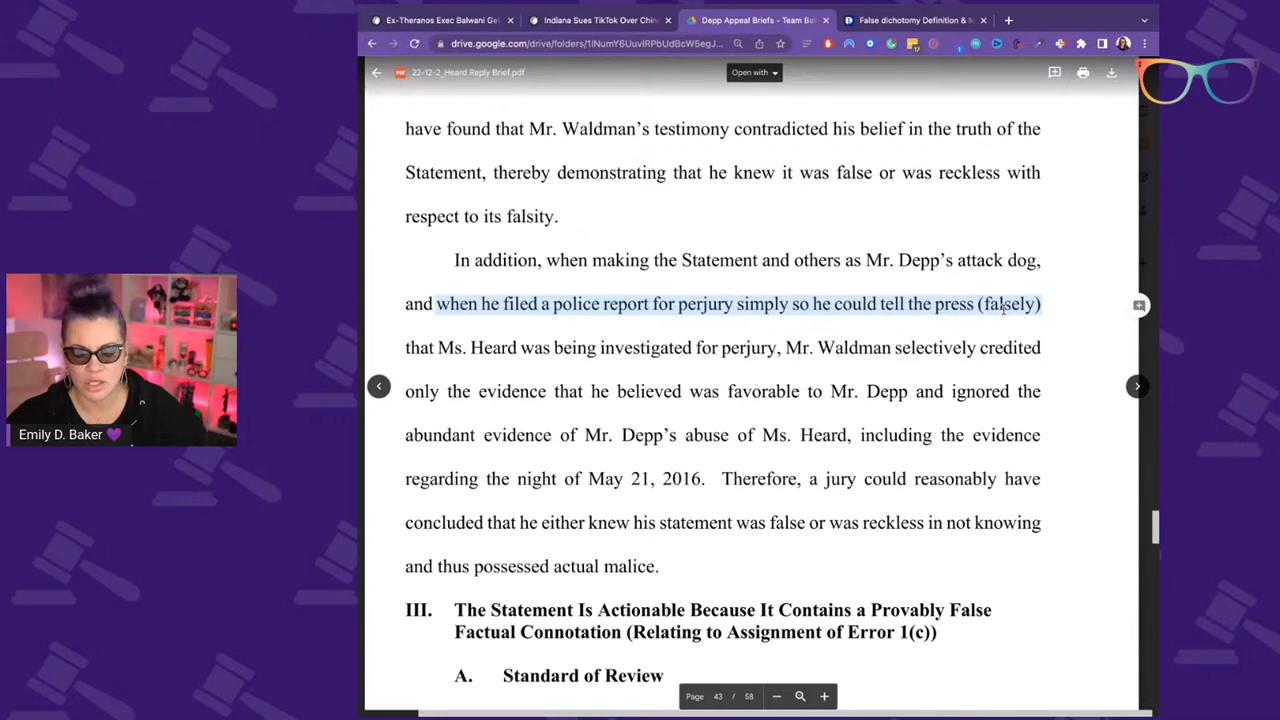 Ex-Theranos Exec Balwani Get
Indiana Sues TikTok Over Chin
Depp Appeal Briefs - Team Ba
False dichotomy Definition & M
drive.google.com/drive/folders/1INumY6UuvIRPbUdBcW5egJ...
22-12-2_Heard Reply Brief.pdf
Open with
have found that Mr. Waldman's testimony contradicted his belief in the truth of the
Statement, thereby demonstrating that he knew it was false or was reckless with
respect to its falsity.
In addition, when making the Statement and others as Mr. Depp's attack dog,
and when he filed a police report for perjury simply so he could tell the press (falsely)
that Ms. Heard was being investigated for perjury, Mr. Waldman selectively credited
only the evidence that he believed was favorable to Mr. Depp and ignored the
abundant evidence of Mr. Depp's abuse of Ms. Heard, including the evidence
regarding the night of May 21, 2016. Therefore, a jury could reasonably have
concluded that he either knew his statement was false or was reckless in not knowing
and thus possessed actual malice.
III. The Statement Is Actionable Because It Contains a Provably False
Factual Connotation (Relating to Assignment of Error 1(c))
A. Standard of Review
Page 43 / 58
Emily D. Baker 💜